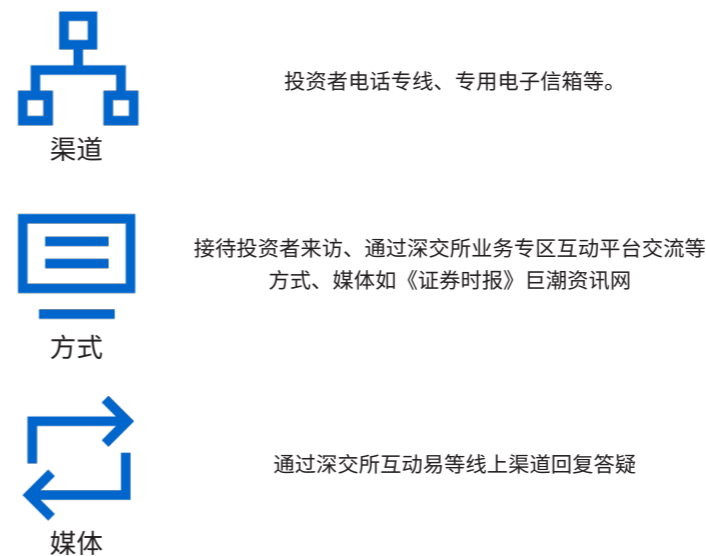 投资者电话专线、专用电子信箱等。
渠道
接待投资者来访、通过深交所业务专区互动平台交流等
方式、媒体如《证券时报》巨潮资讯网
方式
通过深交所互动易等线上渠道回复答疑
媒体